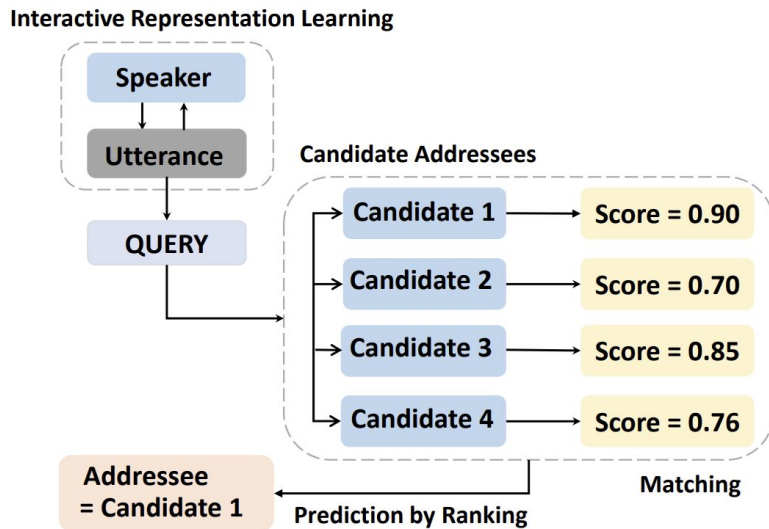 Interactive Representation Learning
Speaker
Utterance
QUERY
Candidate Addressees
Candidate 1
Score = 0.90
Candidate 2
Score = 0.70
Candidate 3
Score = 0.85
Candidate 4
Score = 0.76
Matching
Prediction by Ranking
Addressee
= Candidate 1